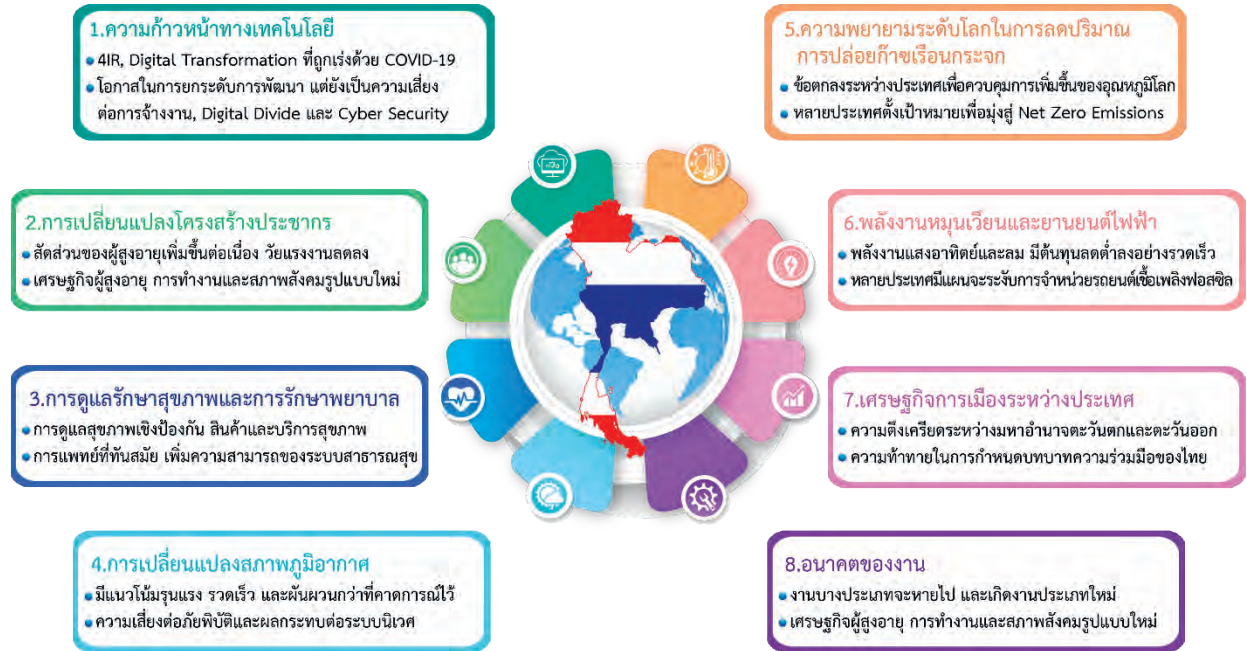 1.ความก้าวหน้าทางเทคโนโลยี
4IR, Digital Transformation ที่ถูกเร่งด้วย COVID-19
โอกาสในการยกระดับการพัฒนา แต่ยังเป็นความเสี่ยง
ต่อการจ้างงาน, Digital Divide และ Cyber Security
2.การเปลี่ยนแปลงโครงสร้างประชากร
สัดส่วนของผู้สูงอายุเพิ่มขึ้นต่อเนื่อง วัยแรงงานลดลง
เศรษฐกิจผู้สูงอายุ การทำงานและสภาพสังคมรูปแบบใหม่
3.การดูแลรักษาสุขภาพและการรักษาพยาบาล
การดูแลสุขภาพเชิงป้องกัน สินค้าและบริการสุขภาพ
การแพทย์ที่ทันสมัย เพิ่มความสามารถของระบบสาธารณสุข
4.การเปลี่ยนแปลงสภาพภูมิอากาศ
มีแนวโน้มรุนแรง รวดเร็ว และผันผวนกว่าที่คาดการณ์ไว้
ความเสี่ยงต่อภัยพิบัติและผลกระทบต่อระบบนิเวศ
5.ความพยายามระดับโลกในการลดปริมาณ
การปล่อยก๊าซเรือนกระจก
ข้อตกลงระหว่างประเทศเพื่อควบคุมการเพิ่มขึ้นของอุณหภูมิโลก
หลายประเทศตั้งเป้าหมายเพื่อมุ่งสู่ Net Zero Emissions
6.พลังงานหมุนเวียนและยานยนต์ไฟฟ้า
พลังงานแสงอาทิตย์และลม มีต้นทุนลดต่ำลงอย่างรวดเร็ว
หลายประเทศมีแผนจะระงับการจำหน่ายรถยนต์เชื้อเพลิงฟอสซิล
7.เศรษฐกิจการเมืองระหว่างประเทศ
ความตึงเครียดระหว่างมหาอำนาจตะวันตกและตะวันออก
ความท้าทายในการกำหนดบทบาทความร่วมมือของไทย
8.อนาคตของงาน
งานบางประเภทจะหายไป และเกิดงานประเภทใหม่
เศรษฐกิจผู้สูงอายุ การทำงานและสภาพสังคมรูปแบบใหม่